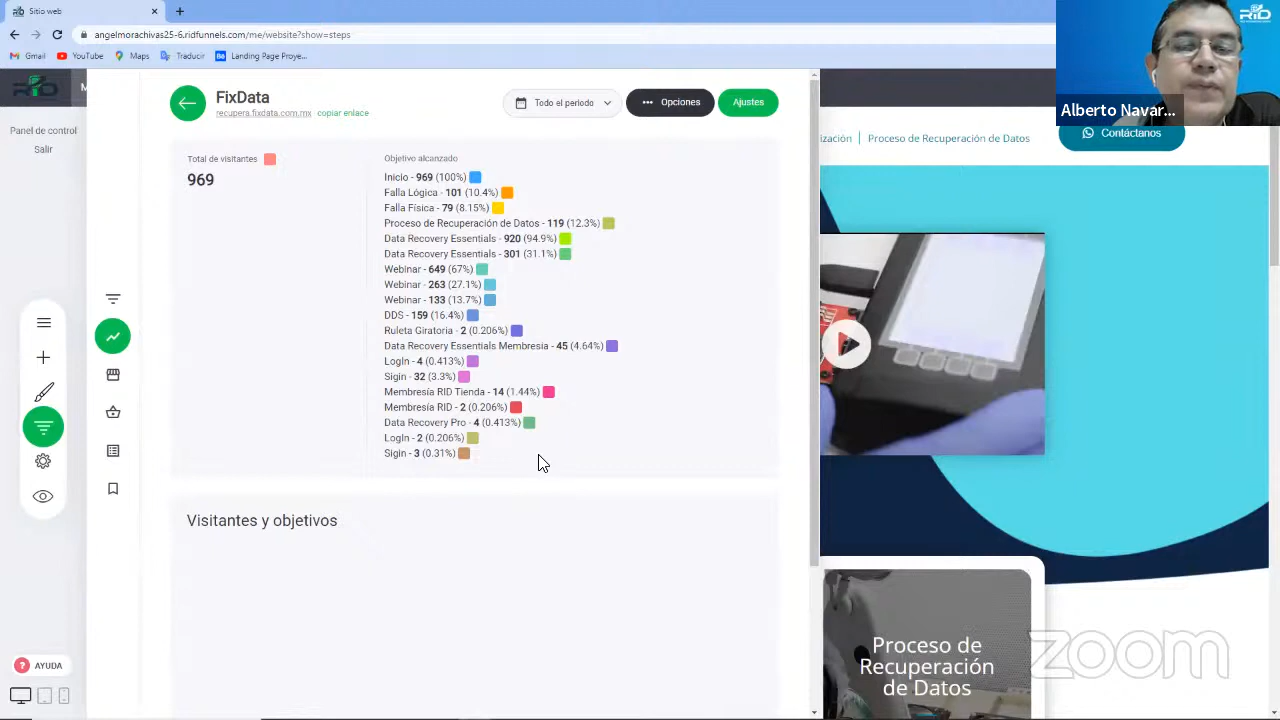 Sitio web
angelmorachivas25-6.ridfunnels.com/me/website?show=steps
Gmail
YouTube
Maps
Traducir
Landing Page Proye...
RID
Alberto Navar...
RID
M
Panel de control
Salir
FixData
recupera.fixdata.com.mx copiar enlace
Todo el periodo
Opciones
Ajustes
ización
Proceso de Recuperación de Datos
Contáctanos
Total de visitantes
969
Objetivo alcanzado
Inicio - 969 (100%)
Falla Lógica - 101 (10.4%)
Falla Física - 79 (8.15%)
Proceso de Recuperación de Datos - 119 (12.3%)
Data Recovery Essentials - 920 (94.9%)
Data Recovery Essentials - 301 (31.1%)
Webinar - 649 (67%)
Webinar - 263 (27.1%)
Webinar - 133 (13.7%)
DDS - 159 (16.4%)
Ruleta Giratoria - 2 (0.206%)
Data Recovery Essentials Membresia - 45 (4.64%)
LogIn - 4 (0.413%)
Sigin - 32 (3.3%)
Membresía RID Tienda - 14 (1.44%)
Membresía RID - 2 (0.206%)
Data Recovery Pro - 4 (0.413%)
LogIn - 2 (0.206%)
Sigin - 3 (0.31%)
Visitantes y objetivos
? AYUDA
Proceso de
Recuperación
de Datos
zoom